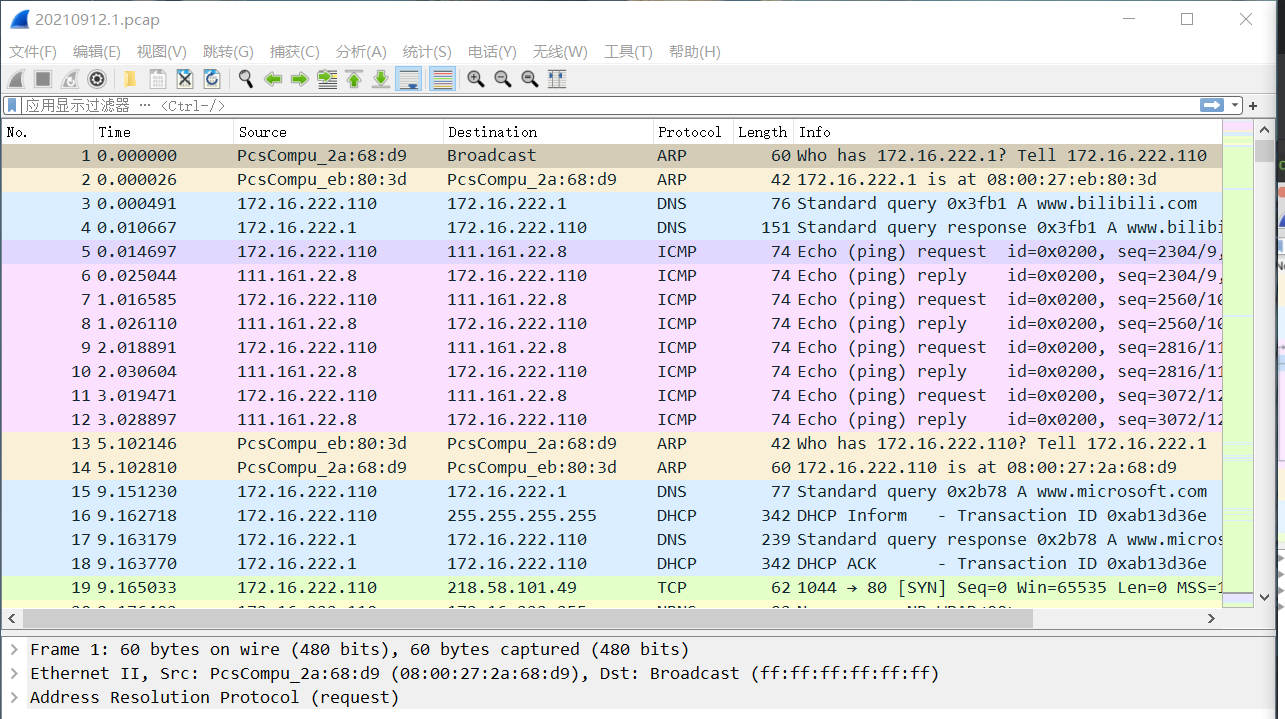 20210912.1.pcap
文件(F) 编辑(E) 视图(V) 跳转(G) 捕获(C) 分析(A) 统计(S) 电话(Y) 无线(W) 工具(T) 帮助(H)
应用显示过滤器 … <Ctrl-/>
No. Time Source Destination Protocol Length Info
1 0.000000 PcsCompu_2a:68:d9 Broadcast ARP 60 Who has 172.16.222.1? Tell 172.16.222.110
2 0.000026 PcsCompu_eb:80:3d PcsCompu_2a:68:d9 ARP 42 172.16.222.1 is at 08:00:27:eb:80:3d
3 0.000491 172.16.222.110 172.16.222.1 DNS 76 Standard query 0x3fb1 A www.bilibili.com
4 0.010667 172.16.222.1 172.16.222.110 DNS 151 Standard query response 0x3fb1 A www.bilibi
5 0.014697 172.16.222.110 111.161.22.8 ICMP 74 Echo (ping) request id=0x0200, seq=2304/9,
6 0.025044 111.161.22.8 172.16.222.110 ICMP 74 Echo (ping) reply id=0x0200, seq=2304/9,
7 1.016585 172.16.222.110 111.161.22.8 ICMP 74 Echo (ping) request id=0x0200, seq=2560/10
8 1.026110 111.161.22.8 172.16.222.110 ICMP 74 Echo (ping) reply id=0x0200, seq=2560/10
9 2.018891 172.16.222.110 111.161.22.8 ICMP 74 Echo (ping) request id=0x0200, seq=2816/11
10 2.030604 111.161.22.8 172.16.222.110 ICMP 74 Echo (ping) reply id=0x0200, seq=2816/11
11 3.019471 172.16.222.110 111.161.22.8 ICMP 74 Echo (ping) request id=0x0200, seq=3072/12
12 3.028897 111.161.22.8 172.16.222.110 ICMP 74 Echo (ping) reply id=0x0200, seq=3072/12
13 5.102146 PcsCompu_eb:80:3d PcsCompu_2a:68:d9 ARP 42 Who has 172.16.222.110? Tell 172.16.222.1
14 5.102810 PcsCompu_2a:68:d9 PcsCompu_eb:80:3d ARP 60 172.16.222.110 is at 08:00:27:2a:68:d9
15 9.151230 172.16.222.110 172.16.222.1 DNS 77 Standard query 0x2b78 A www.microsoft.com
16 9.162718 172.16.222.110 255.255.255.255 DHCP 342 DHCP Inform - Transaction ID 0xab13d36e
17 9.163179 172.16.222.1 172.16.222.110 DNS 239 Standard query response 0x2b78 A www.micros
18 9.163770 172.16.222.1 172.16.222.110 DHCP 342 DHCP ACK - Transaction ID 0xab13d36e
19 9.165033 172.16.222.110 218.58.101.49 TCP 62 1044 → 80 [SYN] Seq=0 Win=65535 Len=0 MSS=1
Frame 1: 60 bytes on wire (480 bits), 60 bytes captured (480 bits)
Ethernet II, Src: PcsCompu_2a:68:d9 (08:00:27:2a:68:d9), Dst: Broadcast (ff:ff:ff:ff:ff:ff)
Address Resolution Protocol (request)